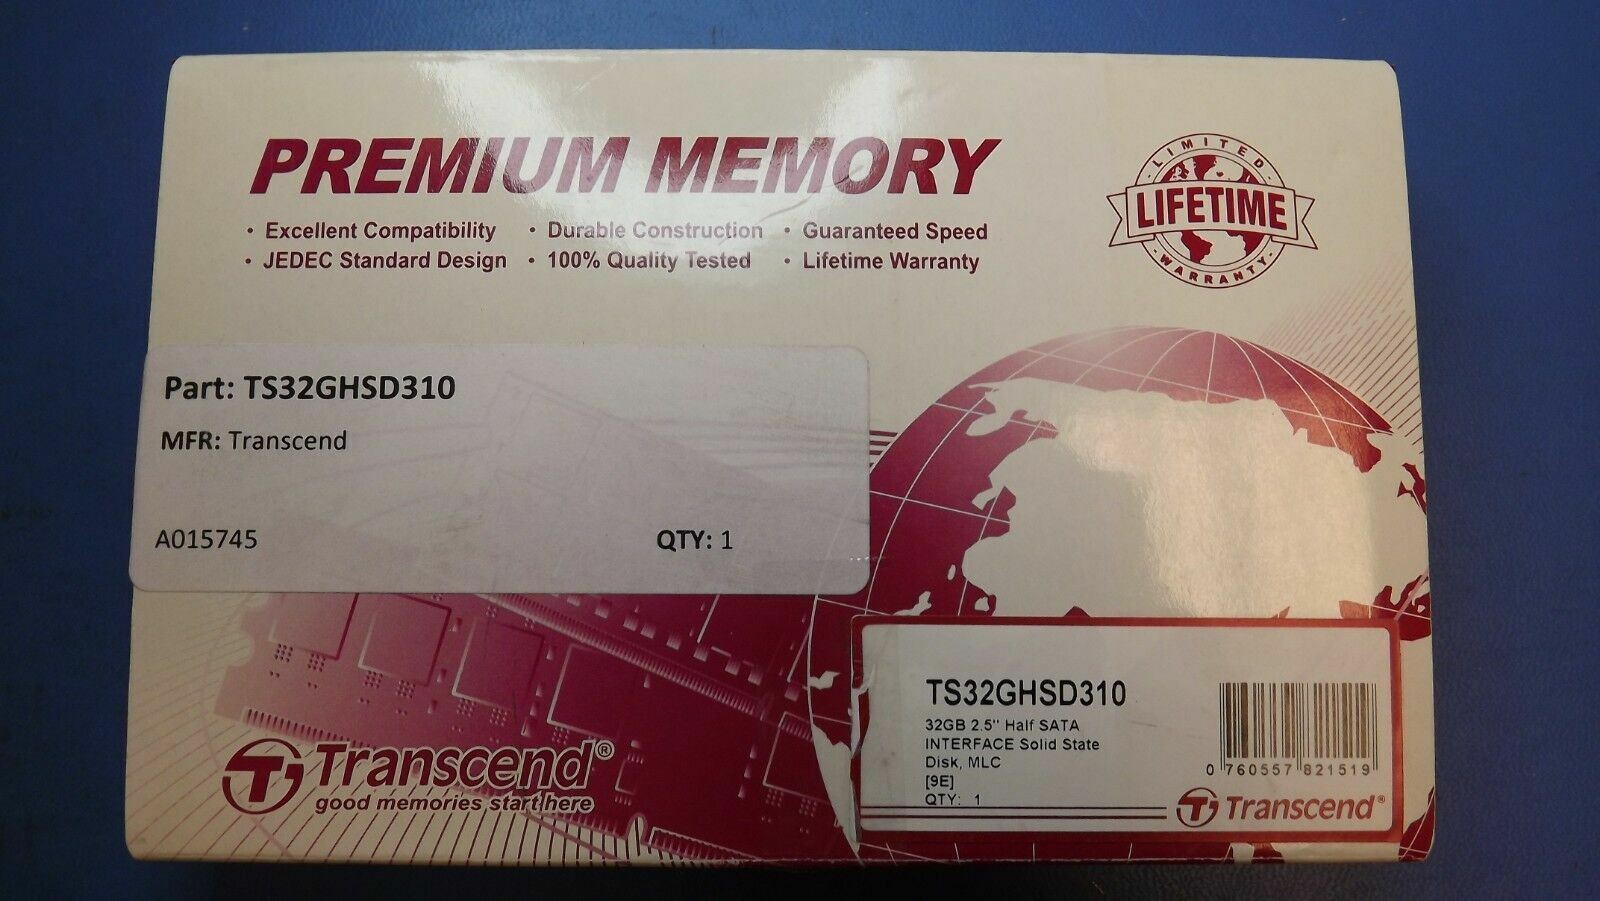 PREMIUM MEMORY
• Excellent Compatibility • Durable Construction • Guaranteed Speed
• JEDEC Standard Design • 100% Quality Tested • Lifetime Warranty
LIMITED
LIFETIME
WARRANTY
Part: TS32GHSD310
MFR: Transcend
A015745 QTY: 1
TS32GHSD310
32GB 2.5" Half SATA
INTERFACE Solid State
Disk, MLC
[9E]
QTY: 1
0 760557 821519
Transcend®
Transcend®
good memories start here